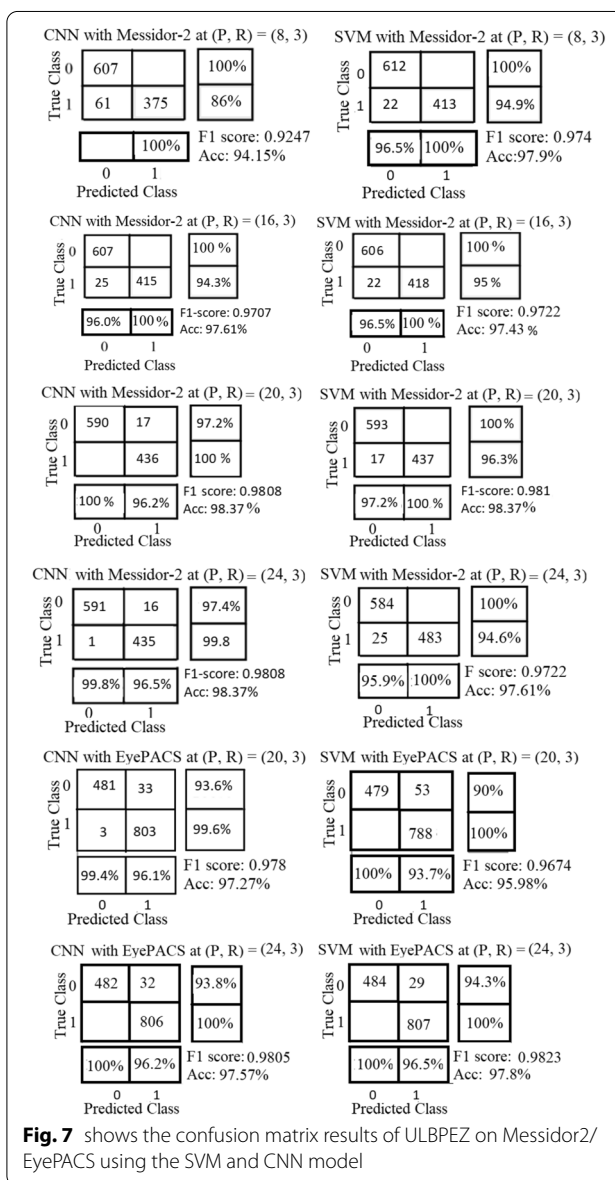 CNN with Messidor-2 at (P, R) = (8, 3)
True Class
0 607 100%
1 61 375 86%
100%
F1 score: 0.9247
Acc: 94.15%
0 1
Predicted Class
SVM with Messidor-2 at (P, R) = (8, 3)
True Class
0 612 100%
1 22 413 94.9%
96.5% 100%
F1 score: 0.974
Acc:97.9%
0 1
Predicted Class
CNN with Messidor-2 at (P, R) = (16, 3)
True Class
0 607 100 %
1 25 415 94.3%
96.0% 100 %
F1-score: 0.9707
Acc: 97.61%
0 1
Predicted Class
SVM with Messidor-2 at (P, R) = (16, 3)
True Class
0 606 100 %
1 22 418 95 %
96.5% 100 %
F1 score: 0.9722
Acc: 97.43 %
0 1
Predicted Class
CNN with Messidor-2 at (P, R) = (20, 3)
True Class
0 590 17 97.2%
1 436 100 %
100 % 96.2%
F1 score: 0.9808
Acc: 98.37%
0 1
Predicted Class
SVM with Messidor-2 at (P, R) = (20, 3)
True Class
0 593 100%
1 17 437 96.3%
97.2% 100 %
F1-score: 0.981
Acc: 98.37%
0 1
Predicted Class
CNN with Messidor-2 at (P, R) = (24, 3)
True Class
0 591 16 97.4%
1 1 435 99.8
99.8% 96.5%
F1-score: 0.9808
Acc: 98.37%
0 1
Predicted Class
SVM with Messidor-2 at (P, R) = (24, 3)
True Class
0 584 100%
1 25 483 94.6%
95.9% 100%
F score: 0.9722
Acc: 97.61%
0 1
Predicted Class
CNN with EyePACS at (P, R) = (20, 3)
True Class
0 481 33 93.6%
1 3 803 99.6%
99.4% 96.1%
F1 score: 0.978
Acc: 97.27%
0 1
Predicted Class
SVM with EyePACS at (P, R) = (20, 3)
True Class
0 479 53 90%
1 788 100%
100% 93.7%
F1 score: 0.9674
Acc: 95.98%
0 1
Predicted Class
CNN with EyePACS at (P, R) = (24, 3)
True Class
0 482 32 93.8%
1 806 100%
100% 96.2%
F1 score: 0.9805
Acc: 97.57%
0 1
Predicted Class
SVM with EyePACS at (P, R) = (24, 3)
True Class
0 484 29 94.3%
1 807 100%
100% 96.5%
F1 score: 0.9823
Acc: 97.8%
0 1
Predicted Class
Fig. 7 shows the confusion matrix results of ULBPEZ on Messidor2/
EyePACS using the SVM and CNN model